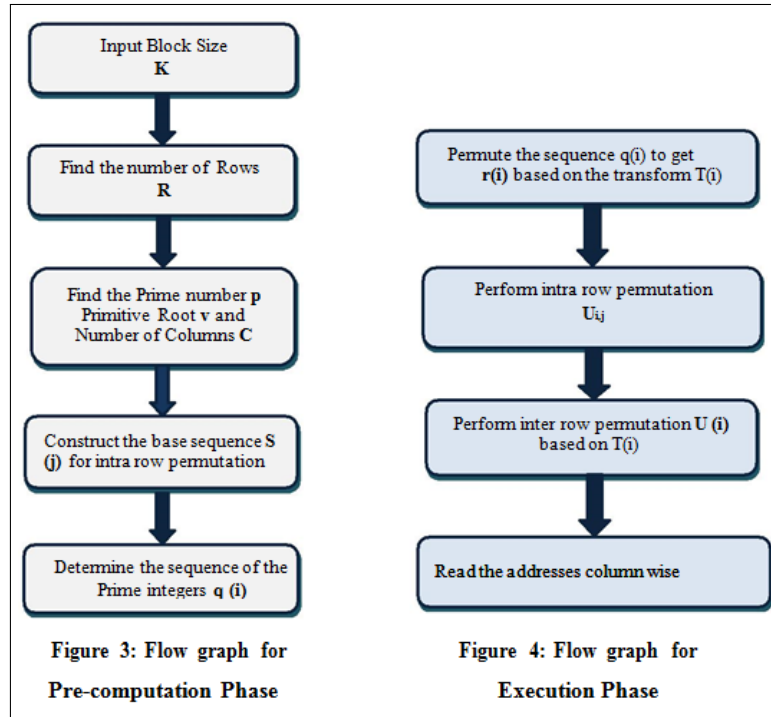 Input Block Size
K
Find the number of Rows
R
Find the Prime number p
Primitive Root v and
Number of Columns C
Construct the base sequence S
(j) for intra row permutation
Determine the sequence of the
Prime integers q (i)
Figure 3: Flow graph for
Pre-computation Phase
Permute the sequence q(i) to get
r(i) based on the transform T(i)
Perform intra row permutation
Ui,j
Perform inter row permutation U (i)
based on T(i)
Read the addresses column wise
Figure 4: Flow graph for
Execution Phase